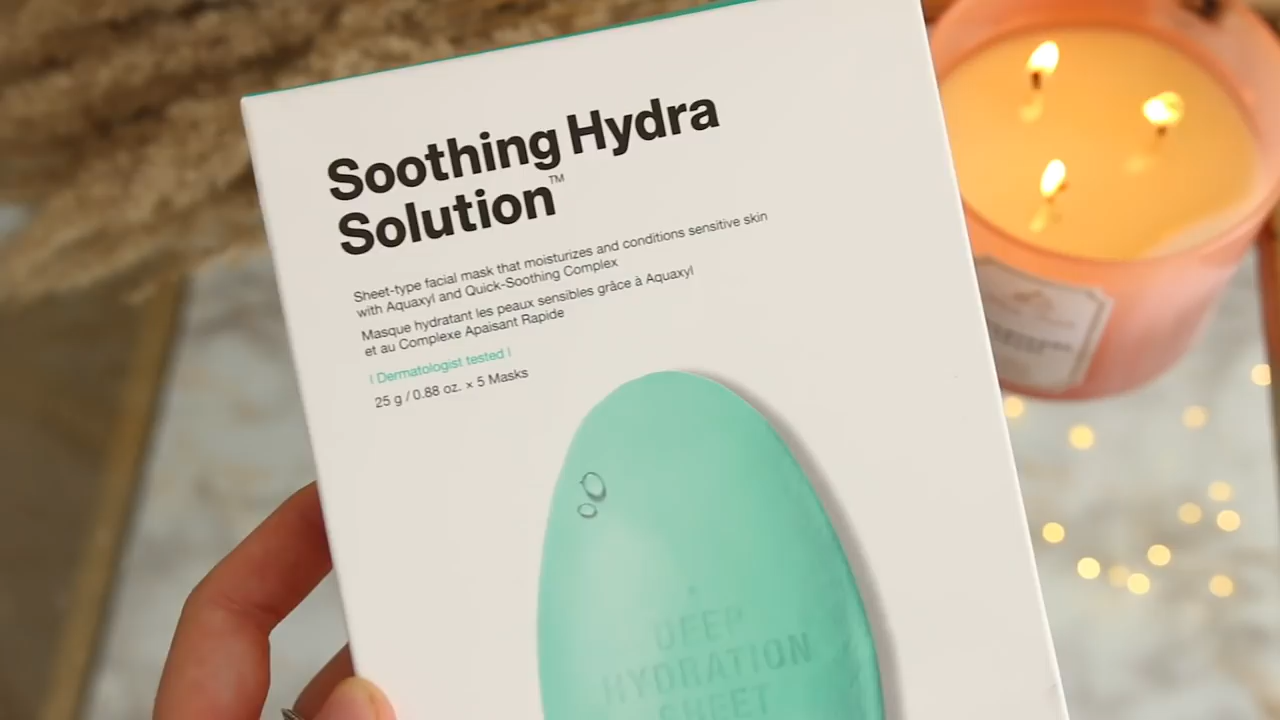 Soothing Hydra
Solution™
Sheet-type facial mask that moisturizes and conditions sensitive skin
with Aquaxyl and Quick-Soothing Complex
Masque hydratant les peaux sensibles grâce à Aquaxyl
et au Complexe Apaisant Rapide
| Dermatologist tested |
25 g / 0.88 oz. × 5 Masks
DEEP
HYDRATION
SHEET